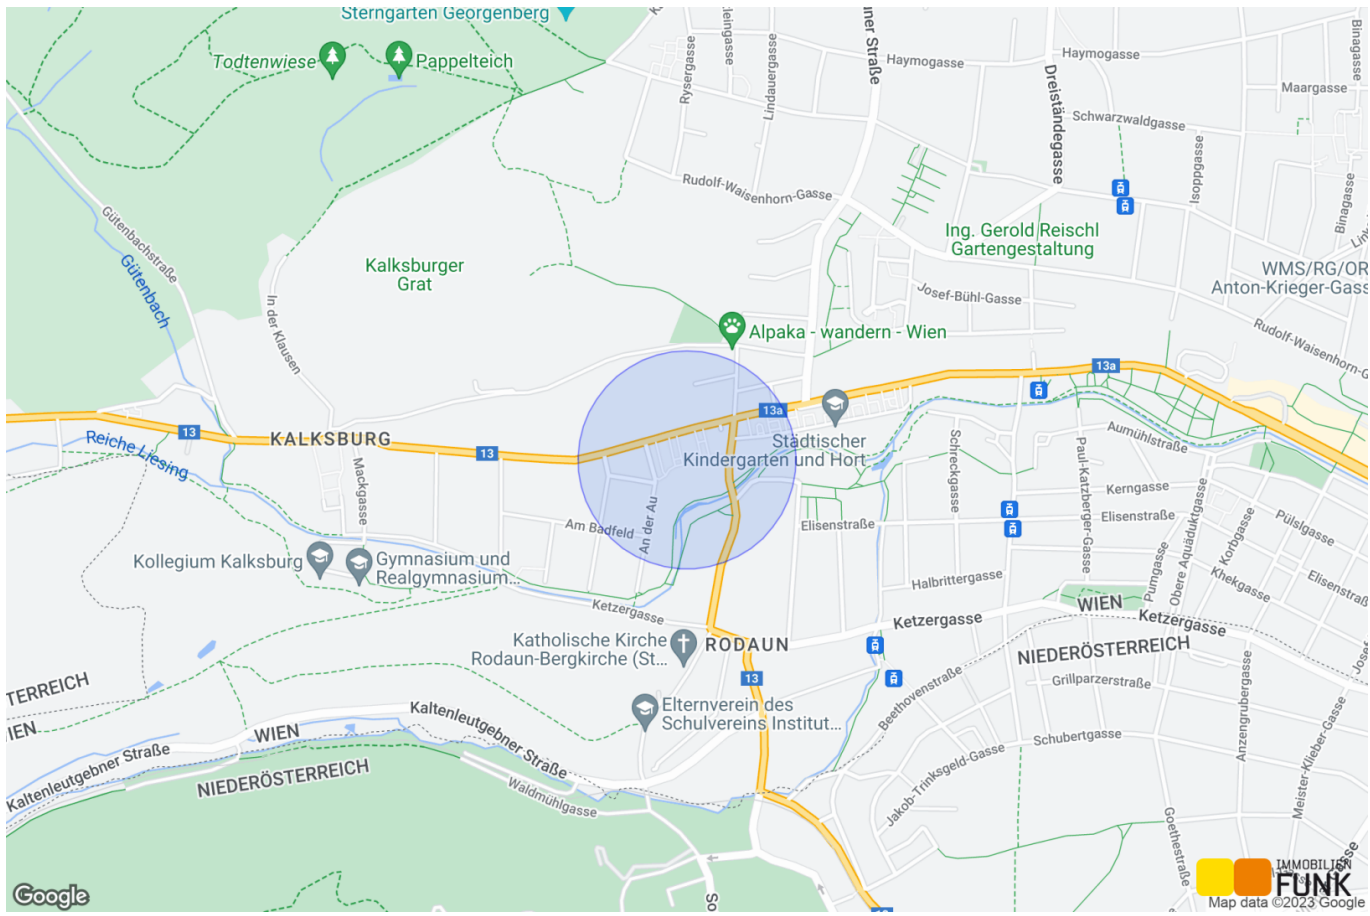 Sterngarten Georgenberg
Todtenwiese
Pappelteich
Rysergasse
Lindauergasse
Haymogasse
Dreiständegasse
Binagasse
Maargasse
Schwarzwaldgasse
Isoppgasse
Binagasse
Rudolf-Waisenhorn-Gasse
Gütenbachstraße
Gütenbach
Kalksburger
Grat
In der Klausen
Ing. Gerold Reischl
Gartengestaltung
WMS/RG/OR
Anton-Krieger-Gass
Josef-Bühl-Gasse
Alpaka - wandern - Wien
Rudolf-Waisenhorn-G
13a
13a
13
KALKSBURG
13
Reiche Liesing
Mackgasse
Städtischer
Kindergarten und Hort
Schreckgasse
Paul-Katzberger-Gasse
Aumühlstraße
Kerngasse
Elisenstraße
Elisenstraße
Am Badfeld
An der Au
Obere Aquäduktgasse
Korbgasse
Pülslgasse
Khekgasse
Elisenstraß
Pumgasse
Kollegium Kalksburg
Gymnasium und
Realgymnasium...
Halbrittergasse
Ketzergasse
Ketzergasse
WIEN
Ketzergasse
NIEDERÖSTERREICH
Katholische Kirche
Rodaun-Bergkirche (St...
RODAUN
13
Grillparzerstraße
Beethovenstraße
Anzengrubergasse
Elternverein des
Schulvereins Institut...
TERREICH
IEN
WIEN
Kaltenleutgebner Straße
Kaltenleutgebner Straße
NIEDERÖSTERREICH
Waldmühlgasse
Schubertgasse
Jakob-Trinksgeld-Gasse
Meister-Klieber-Gasse
Goethestraße
Google
IMMOBILIEN
FUNK
Map data ©2023 Google